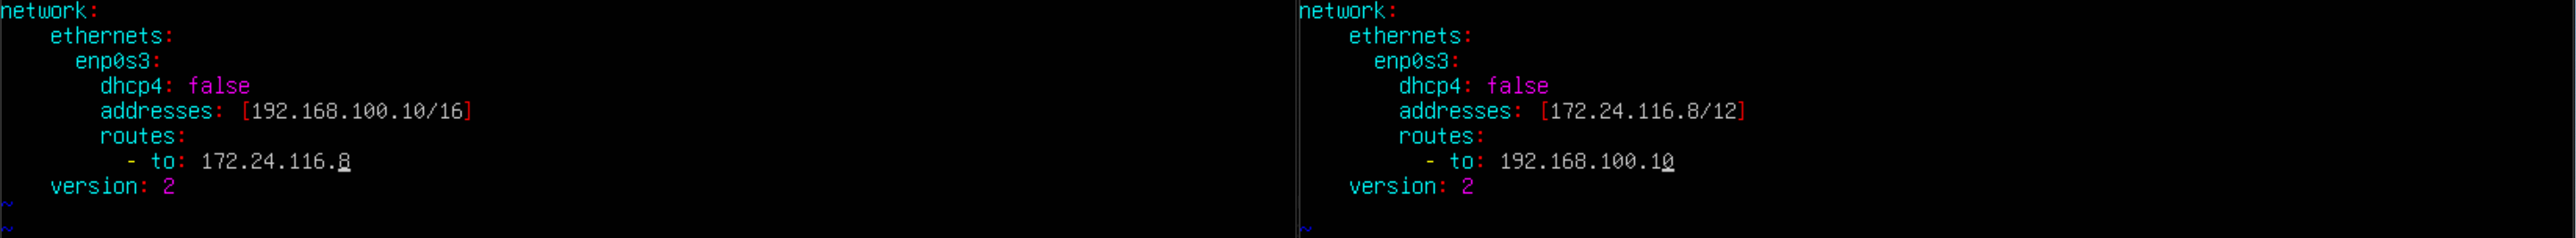 network:
    ethernets:
      enp0s3:
        dhcp4: false
        addresses: [192.168.100.10/16]
        routes:
          - to: 172.24.116.8
    version: 2
~
~
network:
    ethernets:
      enp0s3:
        dhcp4: false
        addresses: [172.24.116.8/12]
        routes:
          - to: 192.168.100.10
    version: 2
~